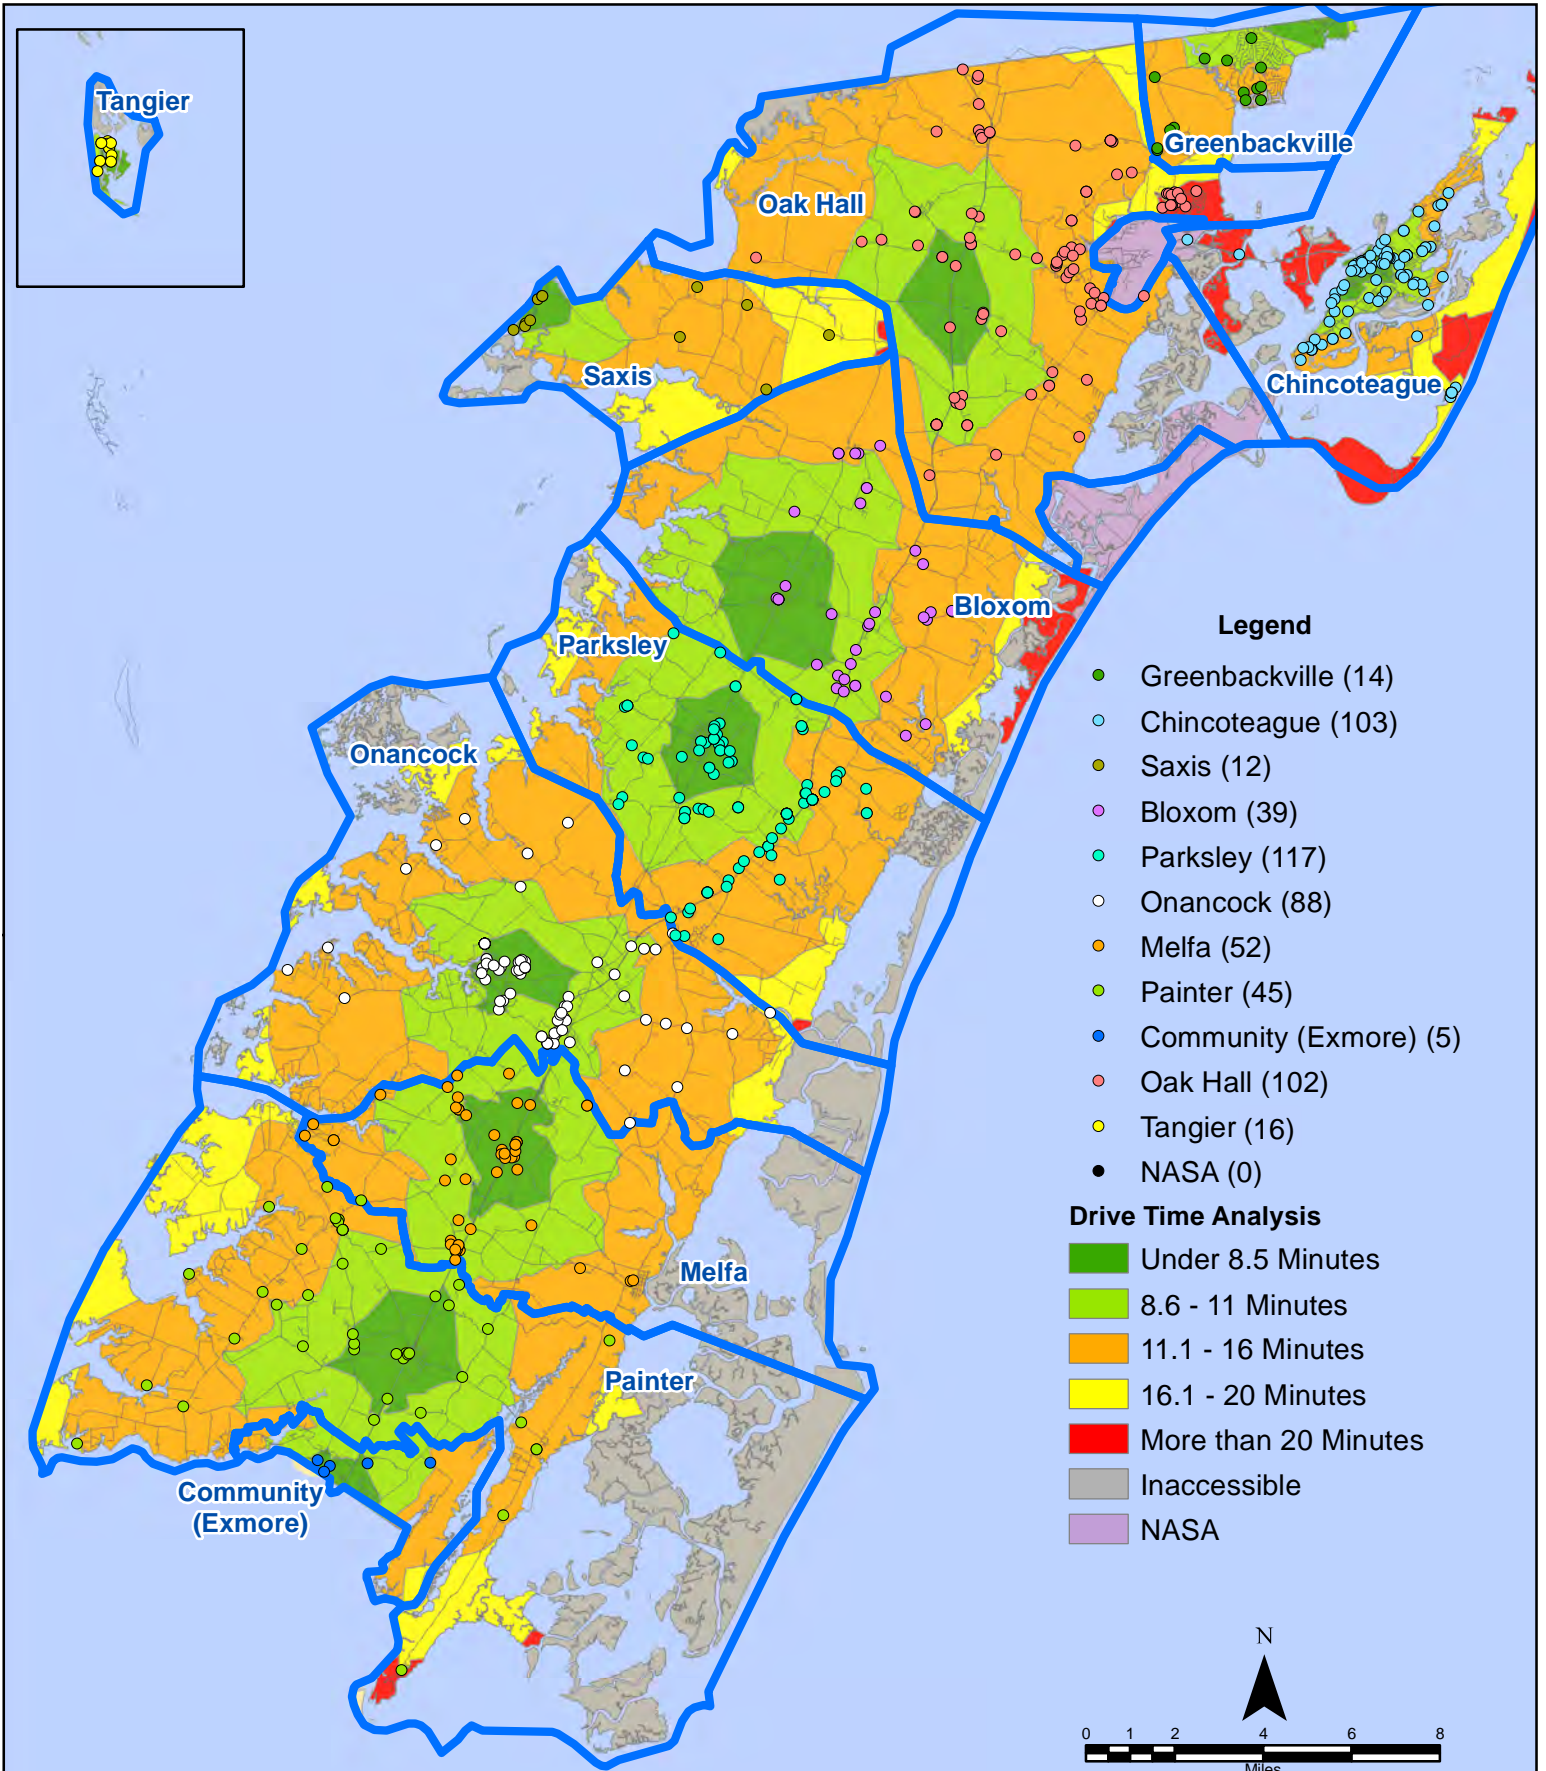 Tangier
Greenbackville
Oak Hall
Saxis
Chincoteague
Bloxom
Parksley
Onancock
Melfa
Painter
Community
(Exmore)
Legend
Greenbackville (14)
Chincoteague (103)
Saxis (12)
Bloxom (39)
Parksley (117)
Onancock (88)
Melfa (52)
Painter (45)
Community (Exmore) (5)
Oak Hall (102)
Tangier (16)
NASA (0)
Drive Time Analysis
Under 8.5 Minutes
8.6 - 11 Minutes
11.1 - 16 Minutes
16.1 - 20 Minutes
More than 20 Minutes
Inaccessible
NASA
N
0 1 2 4 6 8
Miles